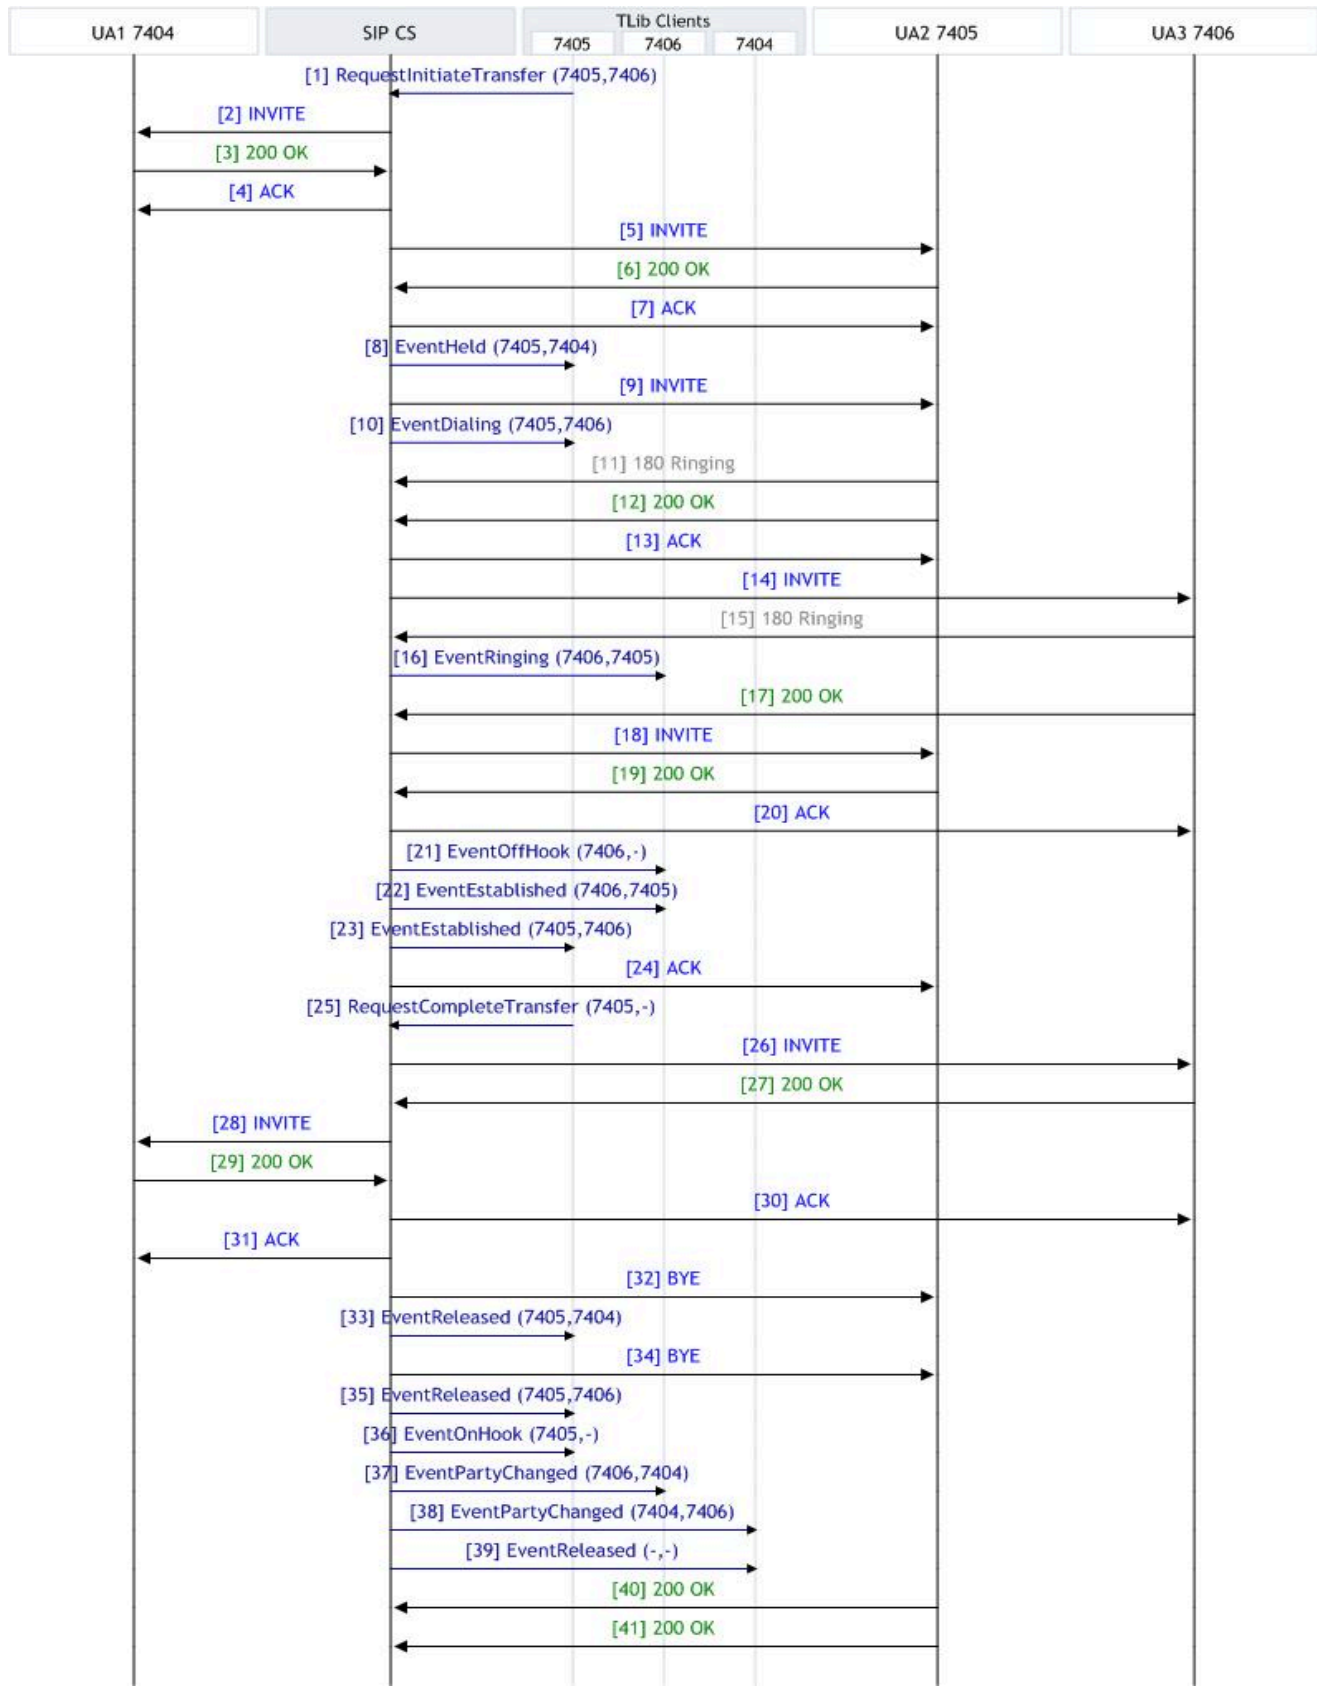 UA1 7404
SIP CS
TLib Clients
7405 7406 7404
UA2 7405
UA3 7406
[1] RequestInitiateTransfer (7405,7406)
[2] INVITE
[3] 200 OK
[4] ACK
[5] INVITE
[6] 200 OK
[7] ACK
[8] EventHeld (7405,7404)
[9] INVITE
[10] EventDialing (7405,7406)
[11] 180 Ringing
[12] 200 OK
[13] ACK
[14] INVITE
[15] 180 Ringing
[16] EventRinging (7406,7405)
[17] 200 OK
[18] INVITE
[19] 200 OK
[20] ACK
[21] EventOffHook (7406,-)
[22] EventEstablished (7406,7405)
[23] EventEstablished (7405,7406)
[24] ACK
[25] RequestCompleteTransfer (7405,-)
[26] INVITE
[27] 200 OK
[28] INVITE
[29] 200 OK
[30] ACK
[31] ACK
[32] BYE
[33] EventReleased (7405,7404)
[34] BYE
[35] EventReleased (7405,7406)
[36] EventOnHook (7405,-)
[37] EventPartyChanged (7406,7404)
[38] EventPartyChanged (7404,7406)
[39] EventReleased (-,-)
[40] 200 OK
[41] 200 OK